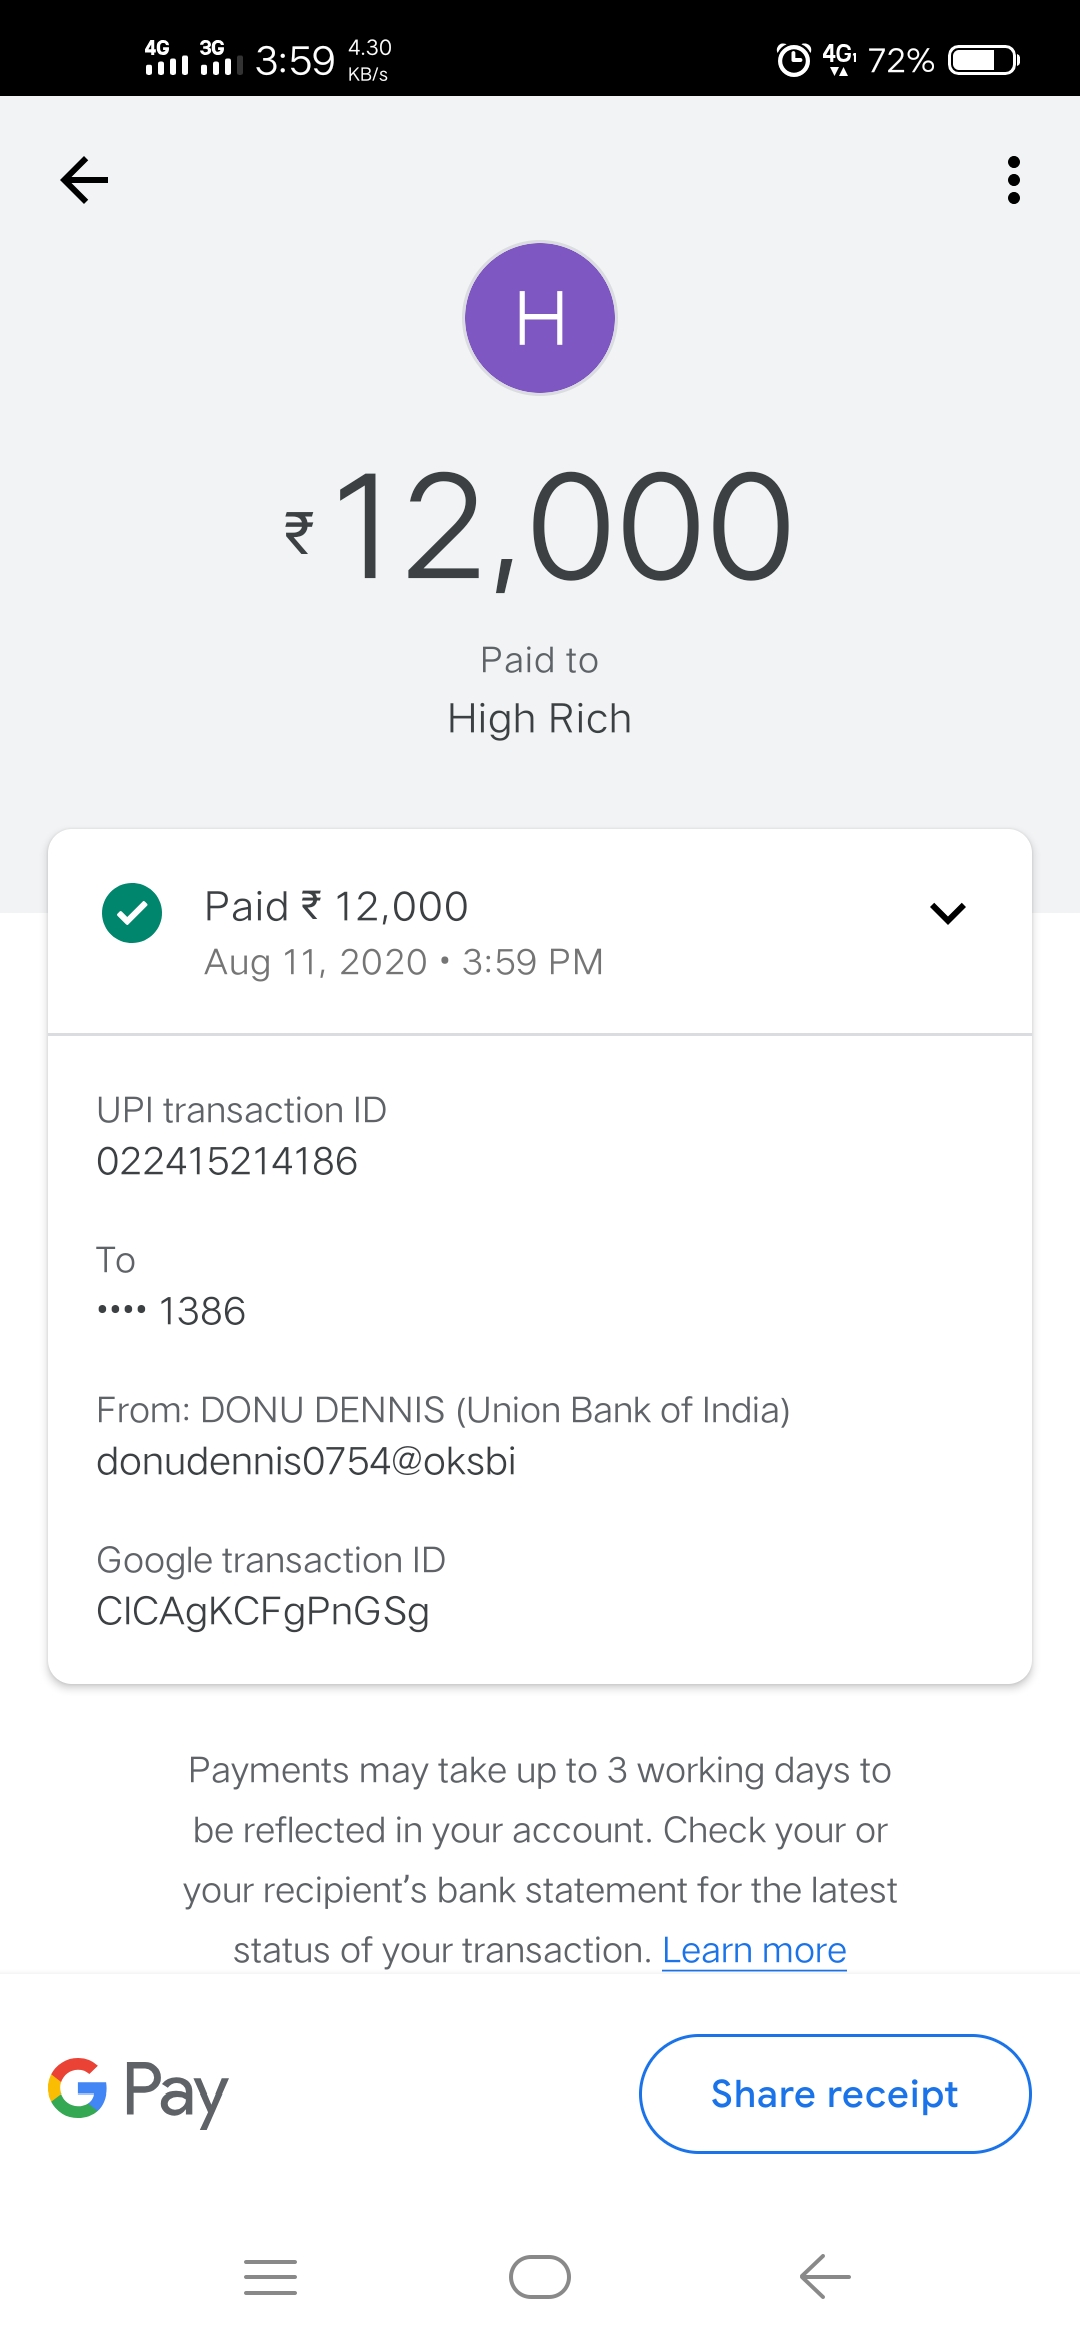 4G 3G 3:59 4.30 KB/s 4G1 72%
H
₹12,000
Paid to
High Rich
Paid ₹ 12,000
Aug 11, 2020 • 3:59 PM
UPI transaction ID
022415214186
To
•••• 1386
From: DONU DENNIS (Union Bank of India)
donudennis0754@oksbi
Google transaction ID
CICAgKCFgPnGSg
Payments may take up to 3 working days to
be reflected in your account. Check your or
your recipient's bank statement for the latest
status of your transaction. Learn more
G Pay
Share receipt